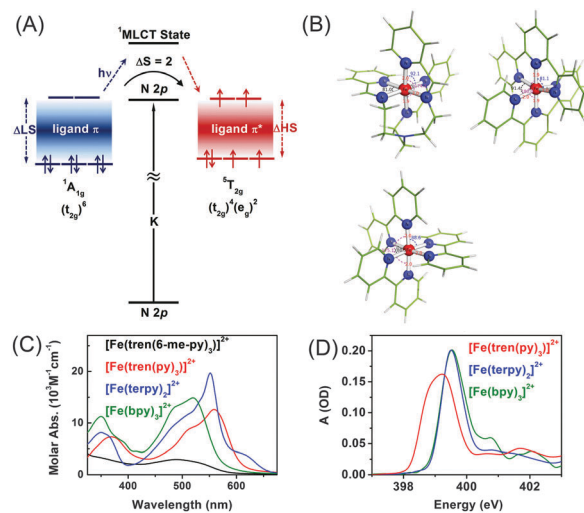 (A)
¹MLCT State
hν
ΔS = 2
N 2p
ΔLS
ligand π
ligand π*
ΔHS
¹A₁g
(t₂g)⁶
⁵T₂g
(t₂g)⁴(eg)²
K
N 2p
(B)
(C)
[Fe(tren(6-me-py)₃)]²⁺
[Fe(tren(py)₃)]²⁺
[Fe(terpy)₂]²⁺
[Fe(bpy)₃]²⁺
Molar Abs. (10³M⁻¹cm⁻¹)
20
15
10
5
0
400
500
600
Wavelength (nm)
(D)
[Fe(tren(py)₃)]²⁺
[Fe(terpy)₂]²⁺
[Fe(bpy)₃]²⁺
A (OD)
0.20
0.15
0.10
0.05
0.00
398
400
402
Energy (eV)